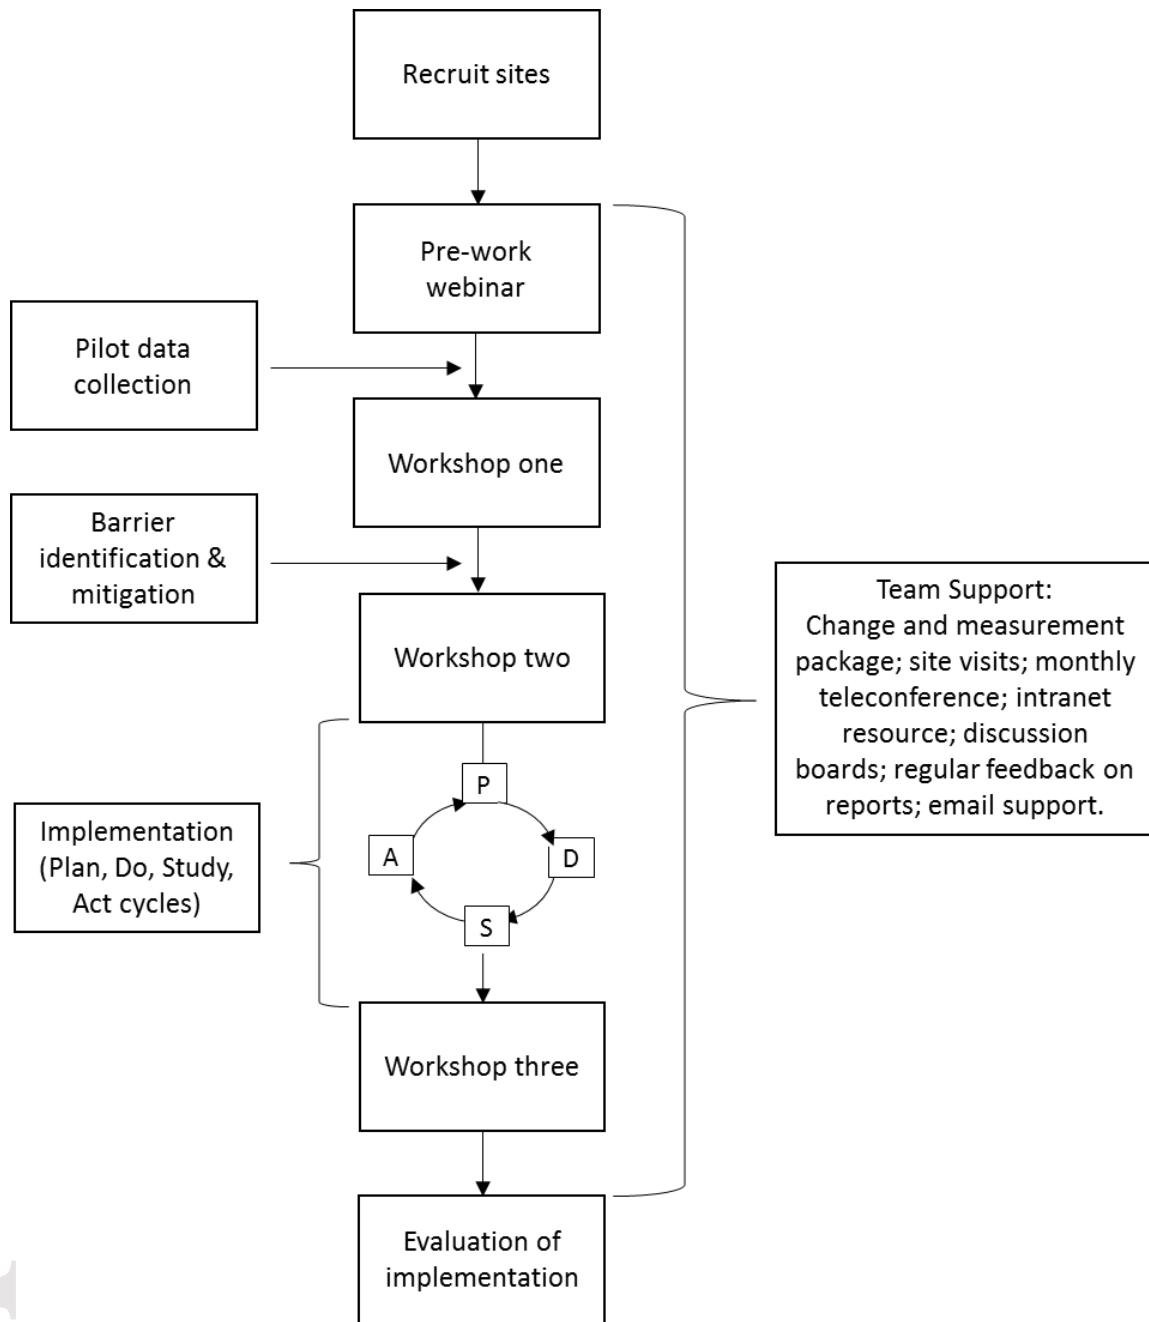 Recruit sites
Pre-work
webinar
Pilot data
collection
Workshop one
Barrier
identification &
mitigation
Workshop two
Team Support:
Change and measurement
package; site visits; monthly
teleconference; intranet
resource; discussion
boards; regular feedback on
reports; email support.
Implementation
(Plan, Do, Study,
Act cycles)
P
A
D
S
Workshop three
Evaluation of
implementation